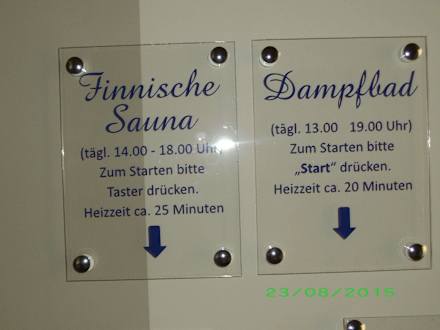 Finnische
Sauna
(tägl. 14.00 - 18.00 Uhr)
Zum Starten bitte
Taster drücken.
Heizzeit ca. 25 Minuten
Dampfbad
(tägl. 13.00 19.00 Uhr)
Zum Starten bitte
„Start“ drücken.
Heizzeit ca. 20 Minuten
23/08/2015